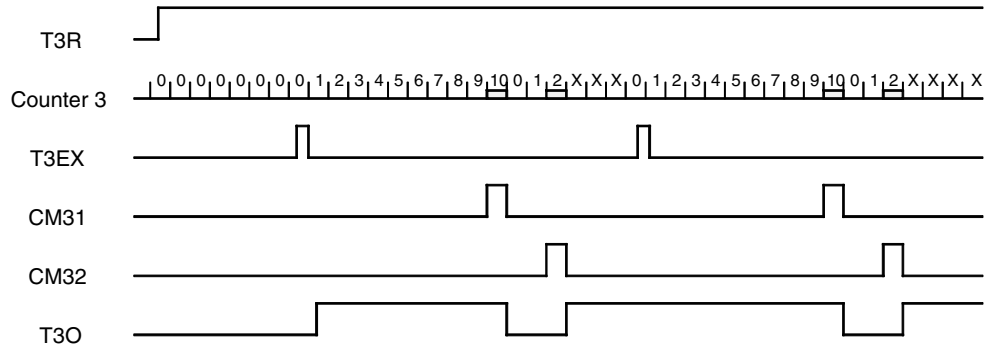 T3R
Counter 3 0 0 0 0 0 0 0 0 1 2 3 4 5 6 7 8 9 10 0 1 2 X X X 0 1 2 3 4 5 6 7 8 9 10 0 1 2 X X X X
T3EX
CM31
CM32
T3O